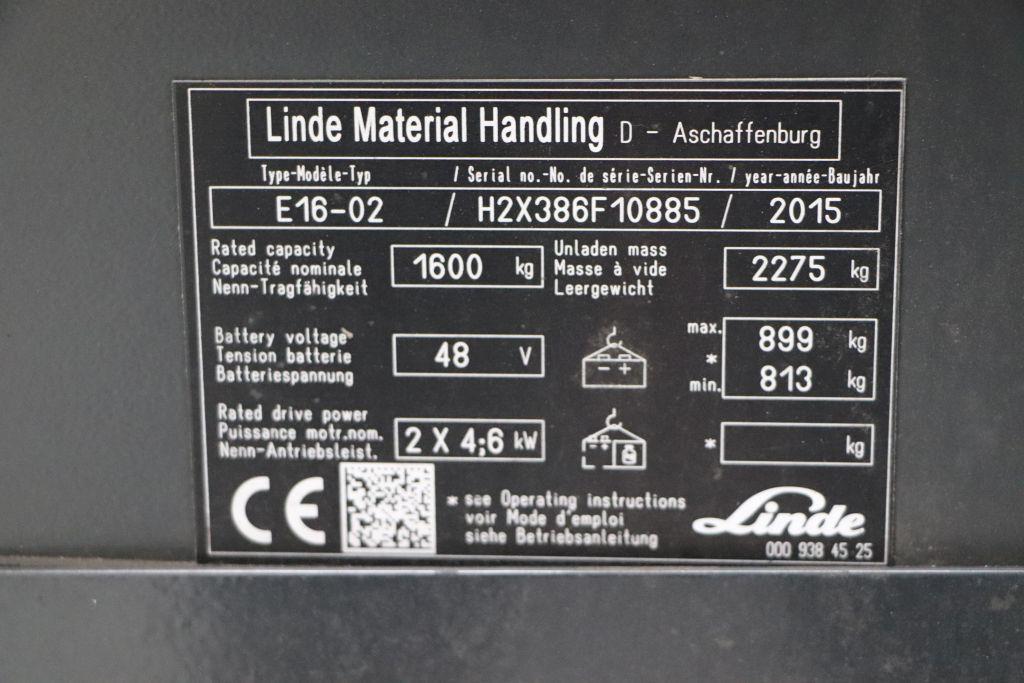 Linde Material Handling D - Aschaffenburg
Type-Modèle-Typ / Serial no.-No. de série-Serien-Nr. / year-année-Baujahr
E16-02 / H2X386F10885 / 2015
Rated capacity
Capacité nominale
Nenn-Tragfähigkeit
1600 kg
Unladen mass
Masse à vide
Leergewicht
2275 kg
Battery voltage
Tension batterie
Batteriespannung
48 V
- +
max. 899 kg
*
min. 813 kg
Rated drive power
Puissance motr.nom.
Nenn-Antriebsleist.
2 X 4;6 kW
- +
* kg
CE
* see Operating instructions
voir Mode d'emploi
siehe Betriebsanleitung
Linde
000 938 45 25